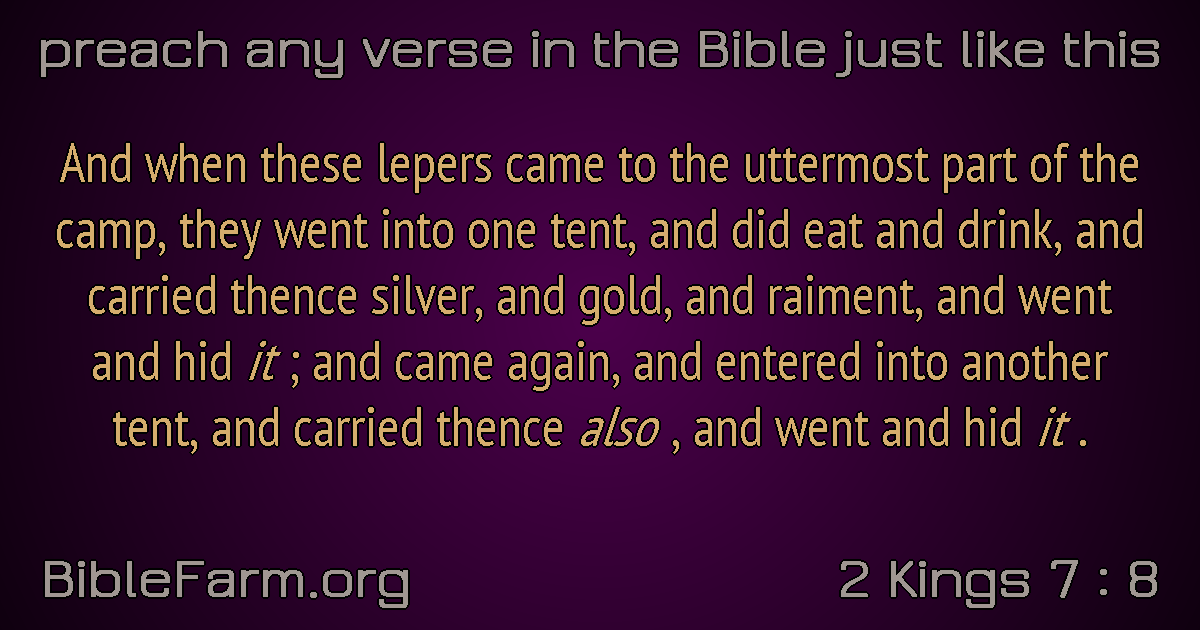 preach any verse in the Bible just like this
And when these lepers came to the uttermost part of the
camp, they went into one tent, and did eat and drink, and
carried thence silver, and gold, and raiment, and went
and hid it ; and came again, and entered into another
tent, and carried thence also , and went and hid it .
BibleFarm.org
2 Kings 7 : 8